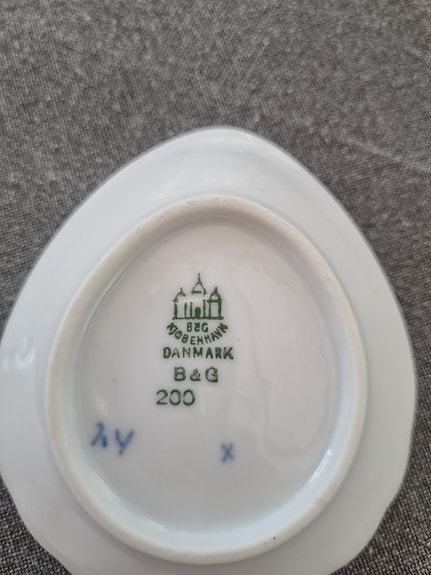 B&G
KJØBENHAVN
DANMARK
B & G
200
x